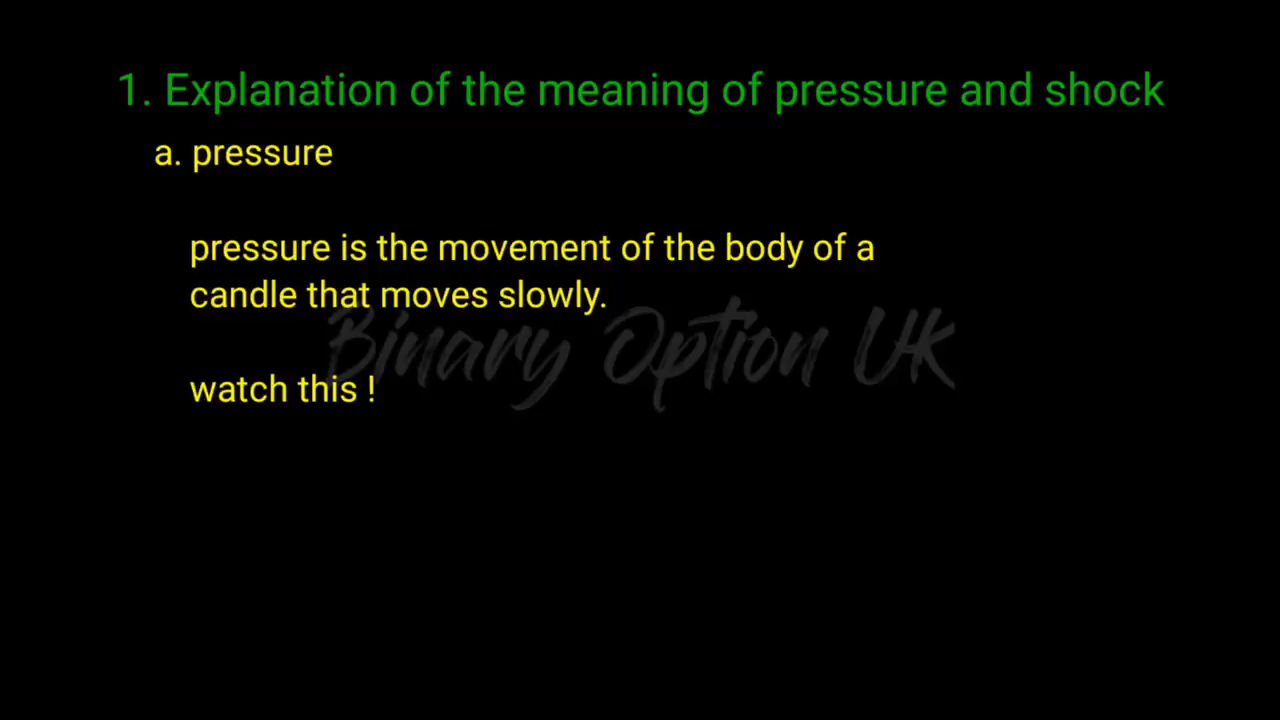 1. Explanation of the meaning of pressure and shock
a. pressure
pressure is the movement of the body of a
candle that moves slowly.
Binary Option UK
watch this !